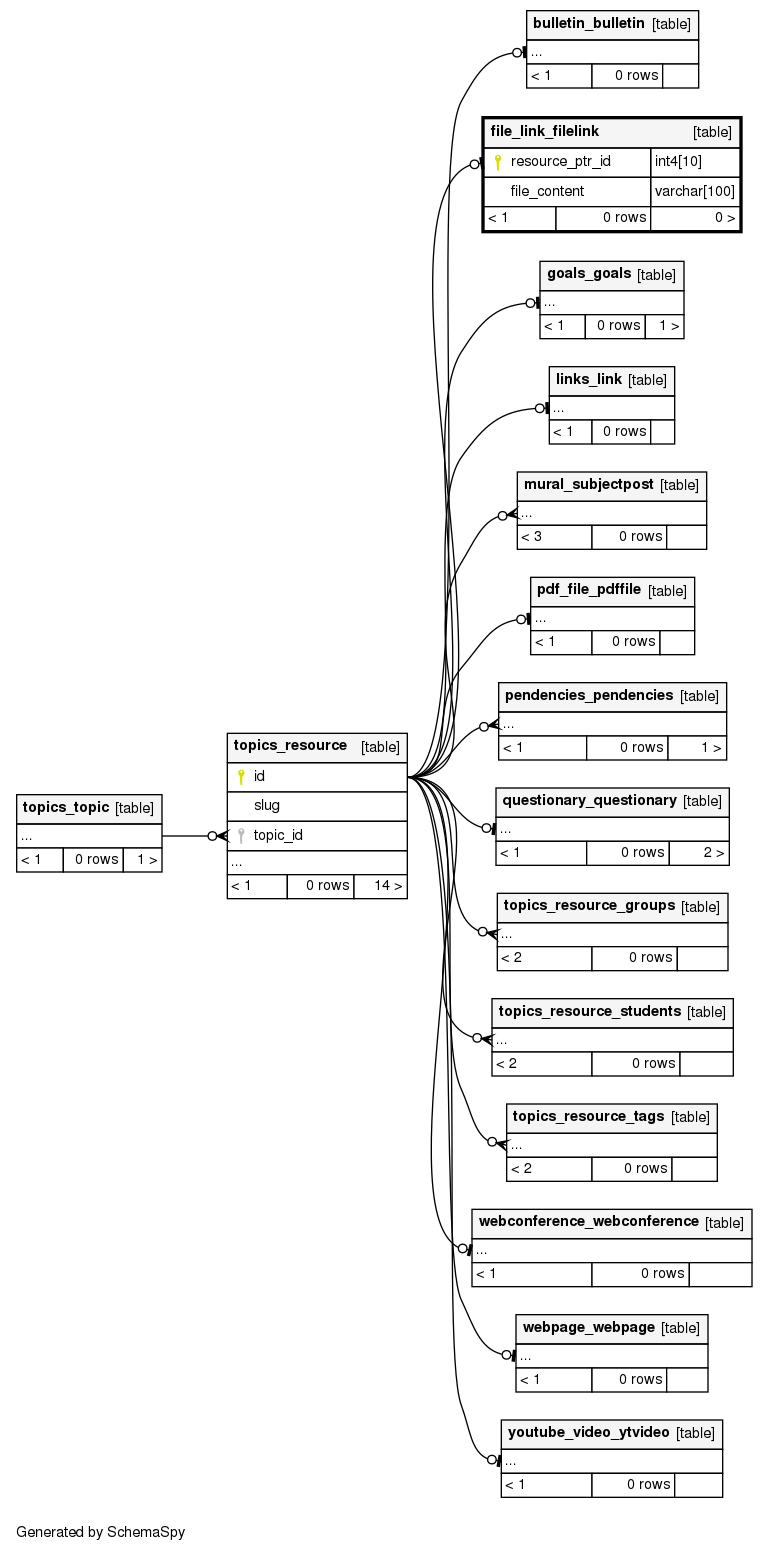 bulletin_bulletin [table]
...
< 1 0 rows
file_link_filelink [table]
resource_ptr_id int4[10]
file_content varchar[100]
< 1 0 rows 0 >
goals_goals [table]
...
< 1 0 rows 1 >
links_link [table]
...
< 1 0 rows
mural_subjectpost [table]
...
< 3 0 rows
pdf_file_pdffile [table]
...
< 1 0 rows
pendencies_pendencies [table]
...
< 1 0 rows 1 >
topics_resource [table]
id
slug
topic_id
...
< 1 0 rows 14 >
topics_topic [table]
...
< 1 0 rows 1 >
questionary_questionary [table]
...
< 1 0 rows 2 >
topics_resource_groups [table]
...
< 2 0 rows
topics_resource_students [table]
...
< 2 0 rows
topics_resource_tags [table]
...
< 2 0 rows
webconference_webconference [table]
...
< 1 0 rows
webpage_webpage [table]
...
< 1 0 rows
youtube_video_ytvideo [table]
...
< 1 0 rows
Generated by SchemaSpy